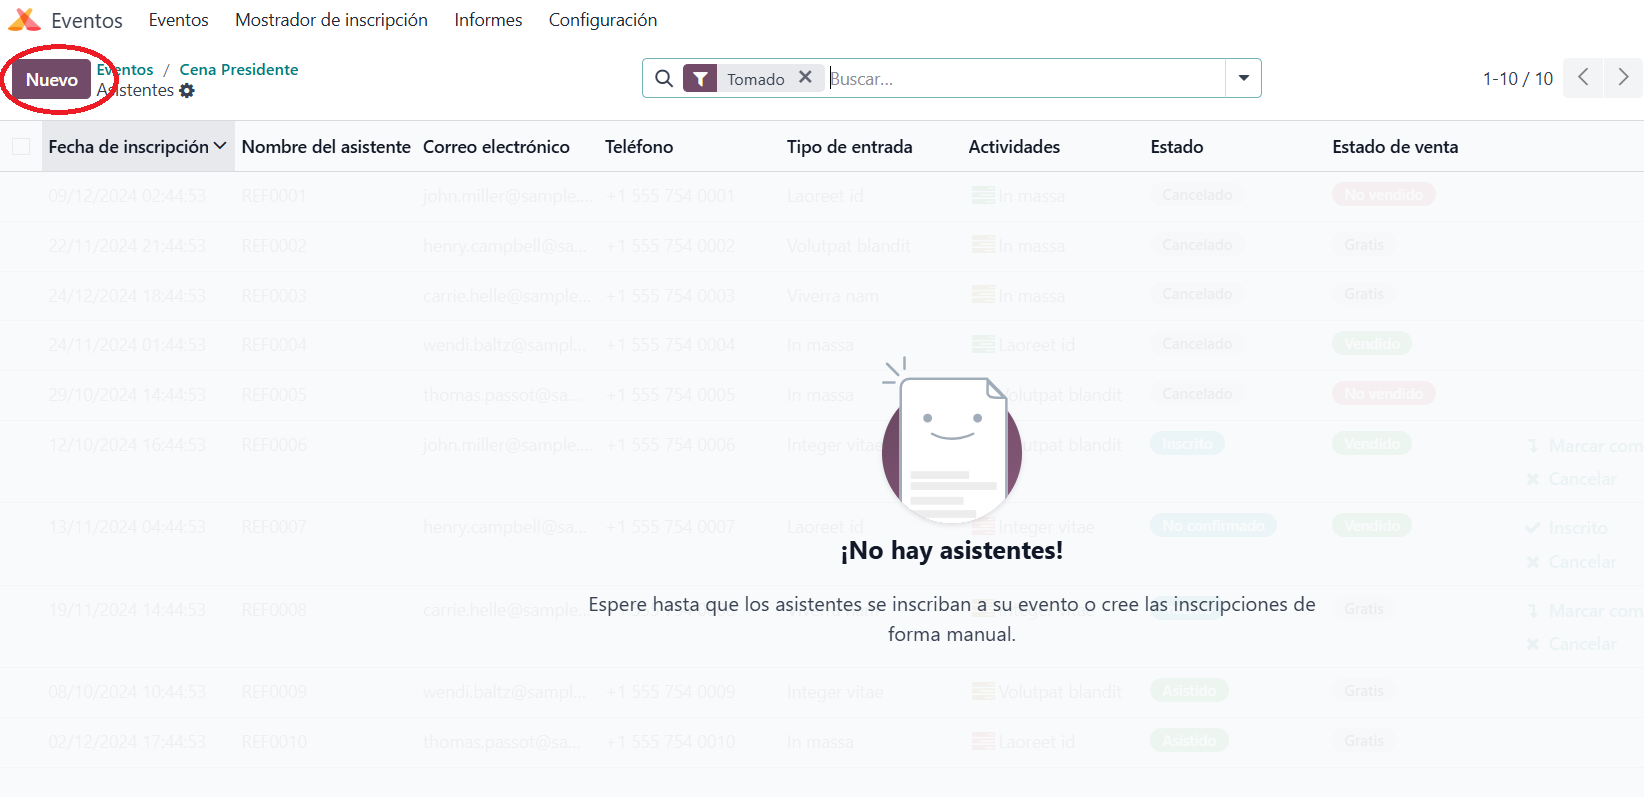 Eventos Eventos Mostrador de inscripción Informes Configuración
Nuevo Eventos / Cena Presidente Tomado Buscar... 1-10 / 10
Asistentes
Fecha de inscripción Nombre del asistente Correo electrónico Teléfono Tipo de entrada Actividades Estado Estado de venta
09/12/2024 02:44:53 REF0001 john.miller@sample.... +1 555 754 0001 Laoreet id In massa Cancelado No vendido
22/11/2024 21:44:53 REF0002 henry.campbell@sa... +1 555 754 0002 Volutpat blandit In massa Cancelado Gratis
24/12/2024 18:44:53 REF0003 carrie.helle@sample... +1 555 754 0003 Viverra nam In massa Cancelado Gratis
24/11/2024 01:44:53 REF0004 wendi.baltz@sampl... +1 555 754 0004 In massa Laoreet id Cancelado Vendido
29/10/2024 14:44:53 REF0005 thomas.passot@sa... +1 555 754 0005 In massa Volutpat blandit Cancelado No vendido
12/10/2024 16:44:53 REF0006 john.miller@sample.... +1 555 754 0006 Integer vitae Volutpat blandit Inscrito Vendido Marcar com
Cancelar
13/11/2024 04:44:53 REF0007 henry.campbell@sa... +1 555 754 0007 Laoreet id Integer vitae No confirmado Vendido Inscrito
¡No hay asistentes!
Cancelar
19/11/2024 14:44:53 REF0008 carrie.helle@sample... +1 555 754 0008 Gratis Marcar com
Espere hasta que los asistentes se inscriban a su evento o cree las inscripciones de
forma manual.
Cancelar
08/10/2024 10:44:53 REF0009 wendi.baltz@sampl... +1 555 754 0009 Integer vitae Volutpat blandit Asistido Gratis
02/12/2024 17:44:53 REF0010 thomas.passot@sa... +1 555 754 0010 In massa Laoreet id Asistido Gratis